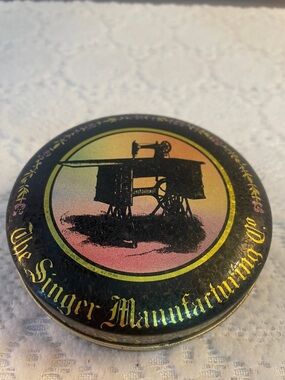 The Singer Manufacturing Co